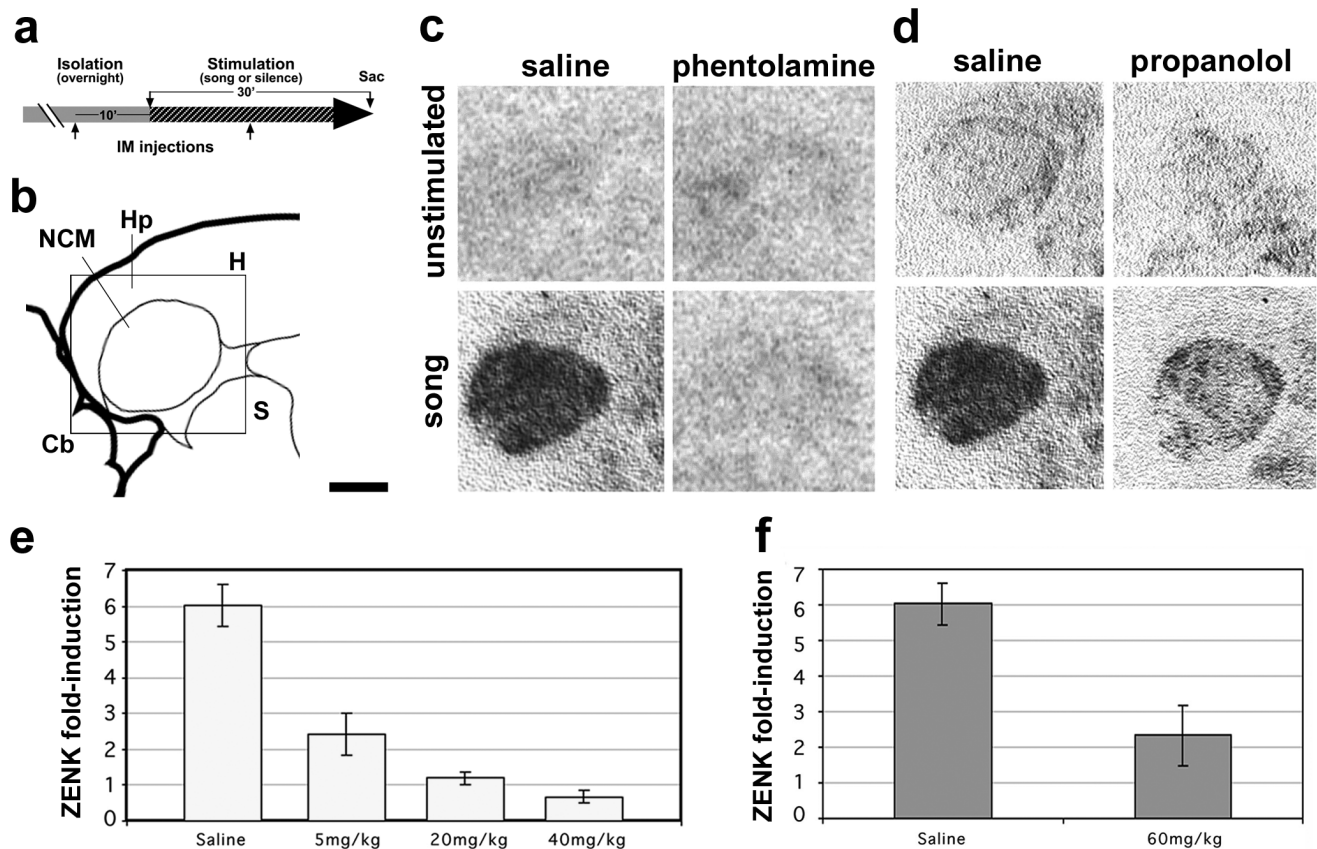 a
Isolation
(overnight)
Stimulation
(song or silence)
Sac
30'
10'
IM injections
b
Hp
NCM
H
S
Cb
c
saline
phentolamine
unstimulated
song
d
saline
propanolol
e
ZENK fold-induction
7
6
5
4
3
2
1
0
Saline
5mg/kg
20mg/kg
40mg/kg
f
ZENK fold-induction
7
6
5
4
3
2
1
0
Saline
60mg/kg